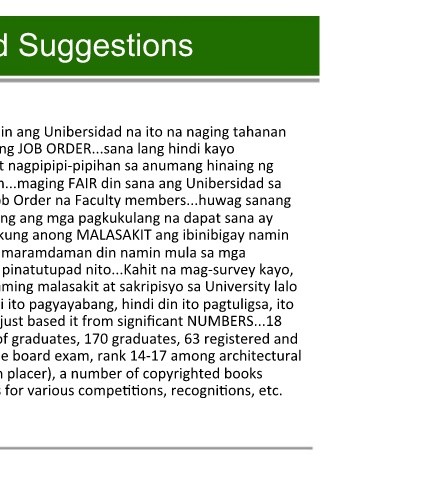 d Suggestions
in ang Unibersidad na ito na naging tahanan
ng JOB ORDER...sana lang hindi kayo
t nagpipipi-pipihan sa anumang hinaing ng
n...maging FAIR din sana ang Unibersidad sa
ob Order na Faculty members...huwag sanang
ng ang mga pagkukulang na dapat sana ay
kung anong MALASAKIT ang ibinibigay namin
maramdaman din namin mula sa mga
pinatutupad nito...Kahit na mag-survey kayo,
ming malasakit at sakripisyo sa University lalo
i ito pagyayabang, hindi din ito pagtuligsa, ito
just based it from significant NUMBERS...18
of graduates, 170 graduates, 63 registered and
e board exam, rank 14-17 among architectural
n placer), a number of copyrighted books
s for various competitions, recognitions, etc.